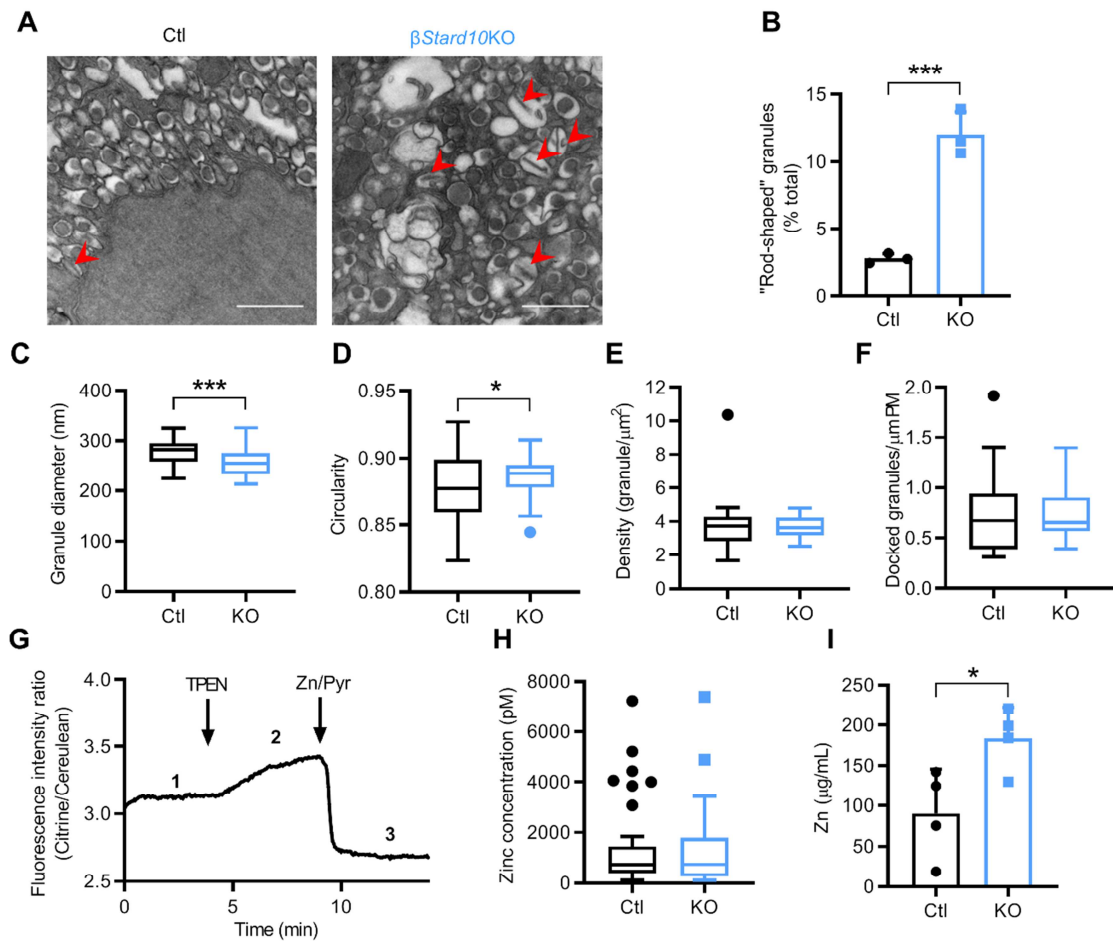 A
Ctl
βStard10KO
B
***
"Rod-shaped" granules
(% total)
15
10
5
0
Ctl
KO
C
***
Granule diameter (nm)
400
300
200
100
0
Ctl
KO
D
*
Circularity
0.95
0.90
0.85
0.80
Ctl
KO
E
Density (granule/µm²)
12
10
8
6
4
2
0
Ctl
KO
F
Docked granules/µmPM
2.0
1.5
1.0
0.5
0.0
Ctl
KO
G
Fluorescence intensity ratio
(Citrine/Cereulean)
4.0
3.5
3.0
2.5
TPEN
Zn/Pyr
1
2
3
0
5
10
Time (min)
H
Zinc concentration (pM)
8000
6000
4000
2000
0
Ctl
KO
I
*
Zn (µg/mL)
250
200
150
100
50
0
Ctl
KO